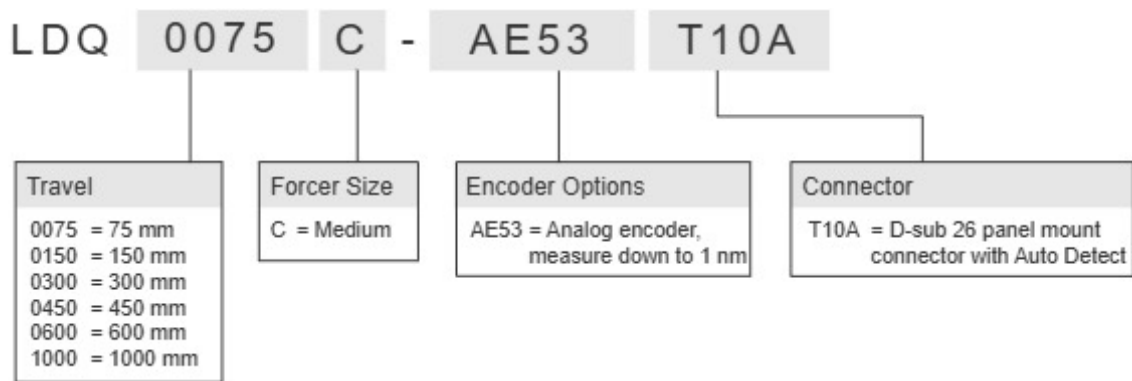 LDQ 0075 C - AE53 T10A
Travel
0075 = 75 mm
0150 = 150 mm
0300 = 300 mm
0450 = 450 mm
0600 = 600 mm
1000 = 1000 mm
Forcer Size
C = Medium
Encoder Options
AE53 = Analog encoder,
measure down to 1 nm
Connector
T10A = D-sub 26 panel mount
connector with Auto Detect